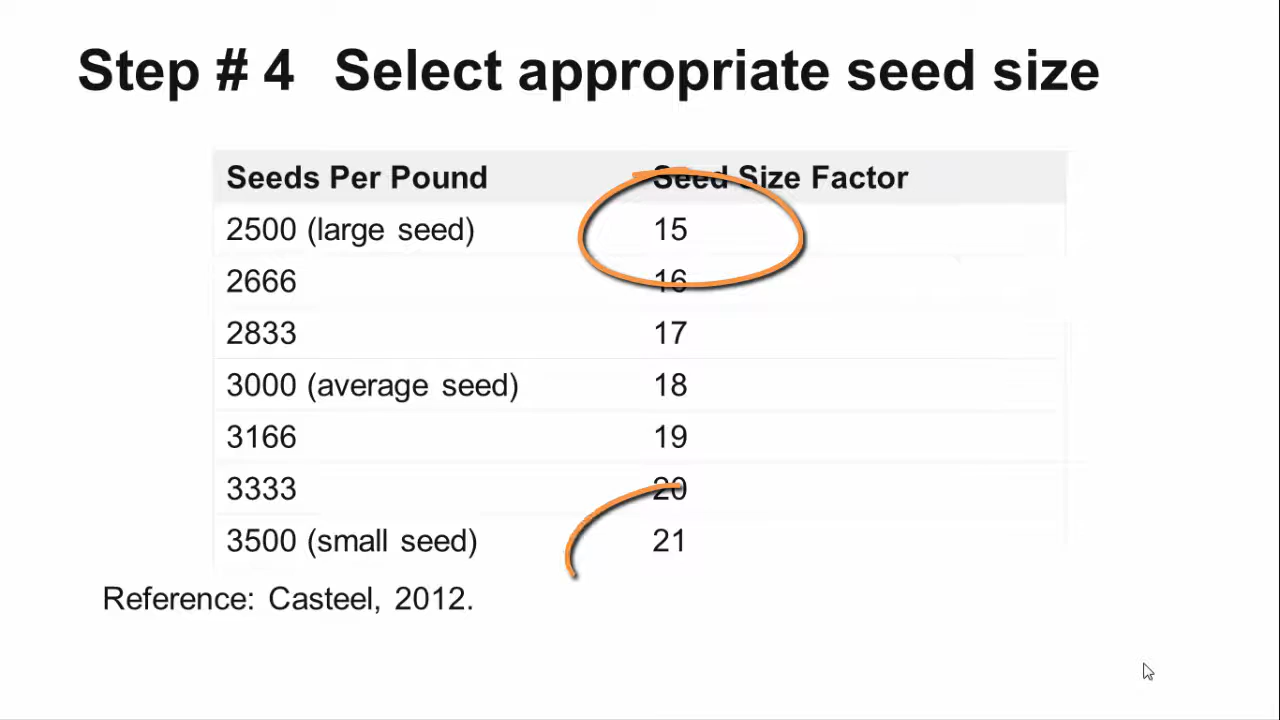 Step # 4 Select appropriate seed size
Seeds Per Pound Seed Size Factor
2500 (large seed) 15
2666 16
2833 17
3000 (average seed) 18
3166 19
3333 20
3500 (small seed) 21
Reference: Casteel, 2012.